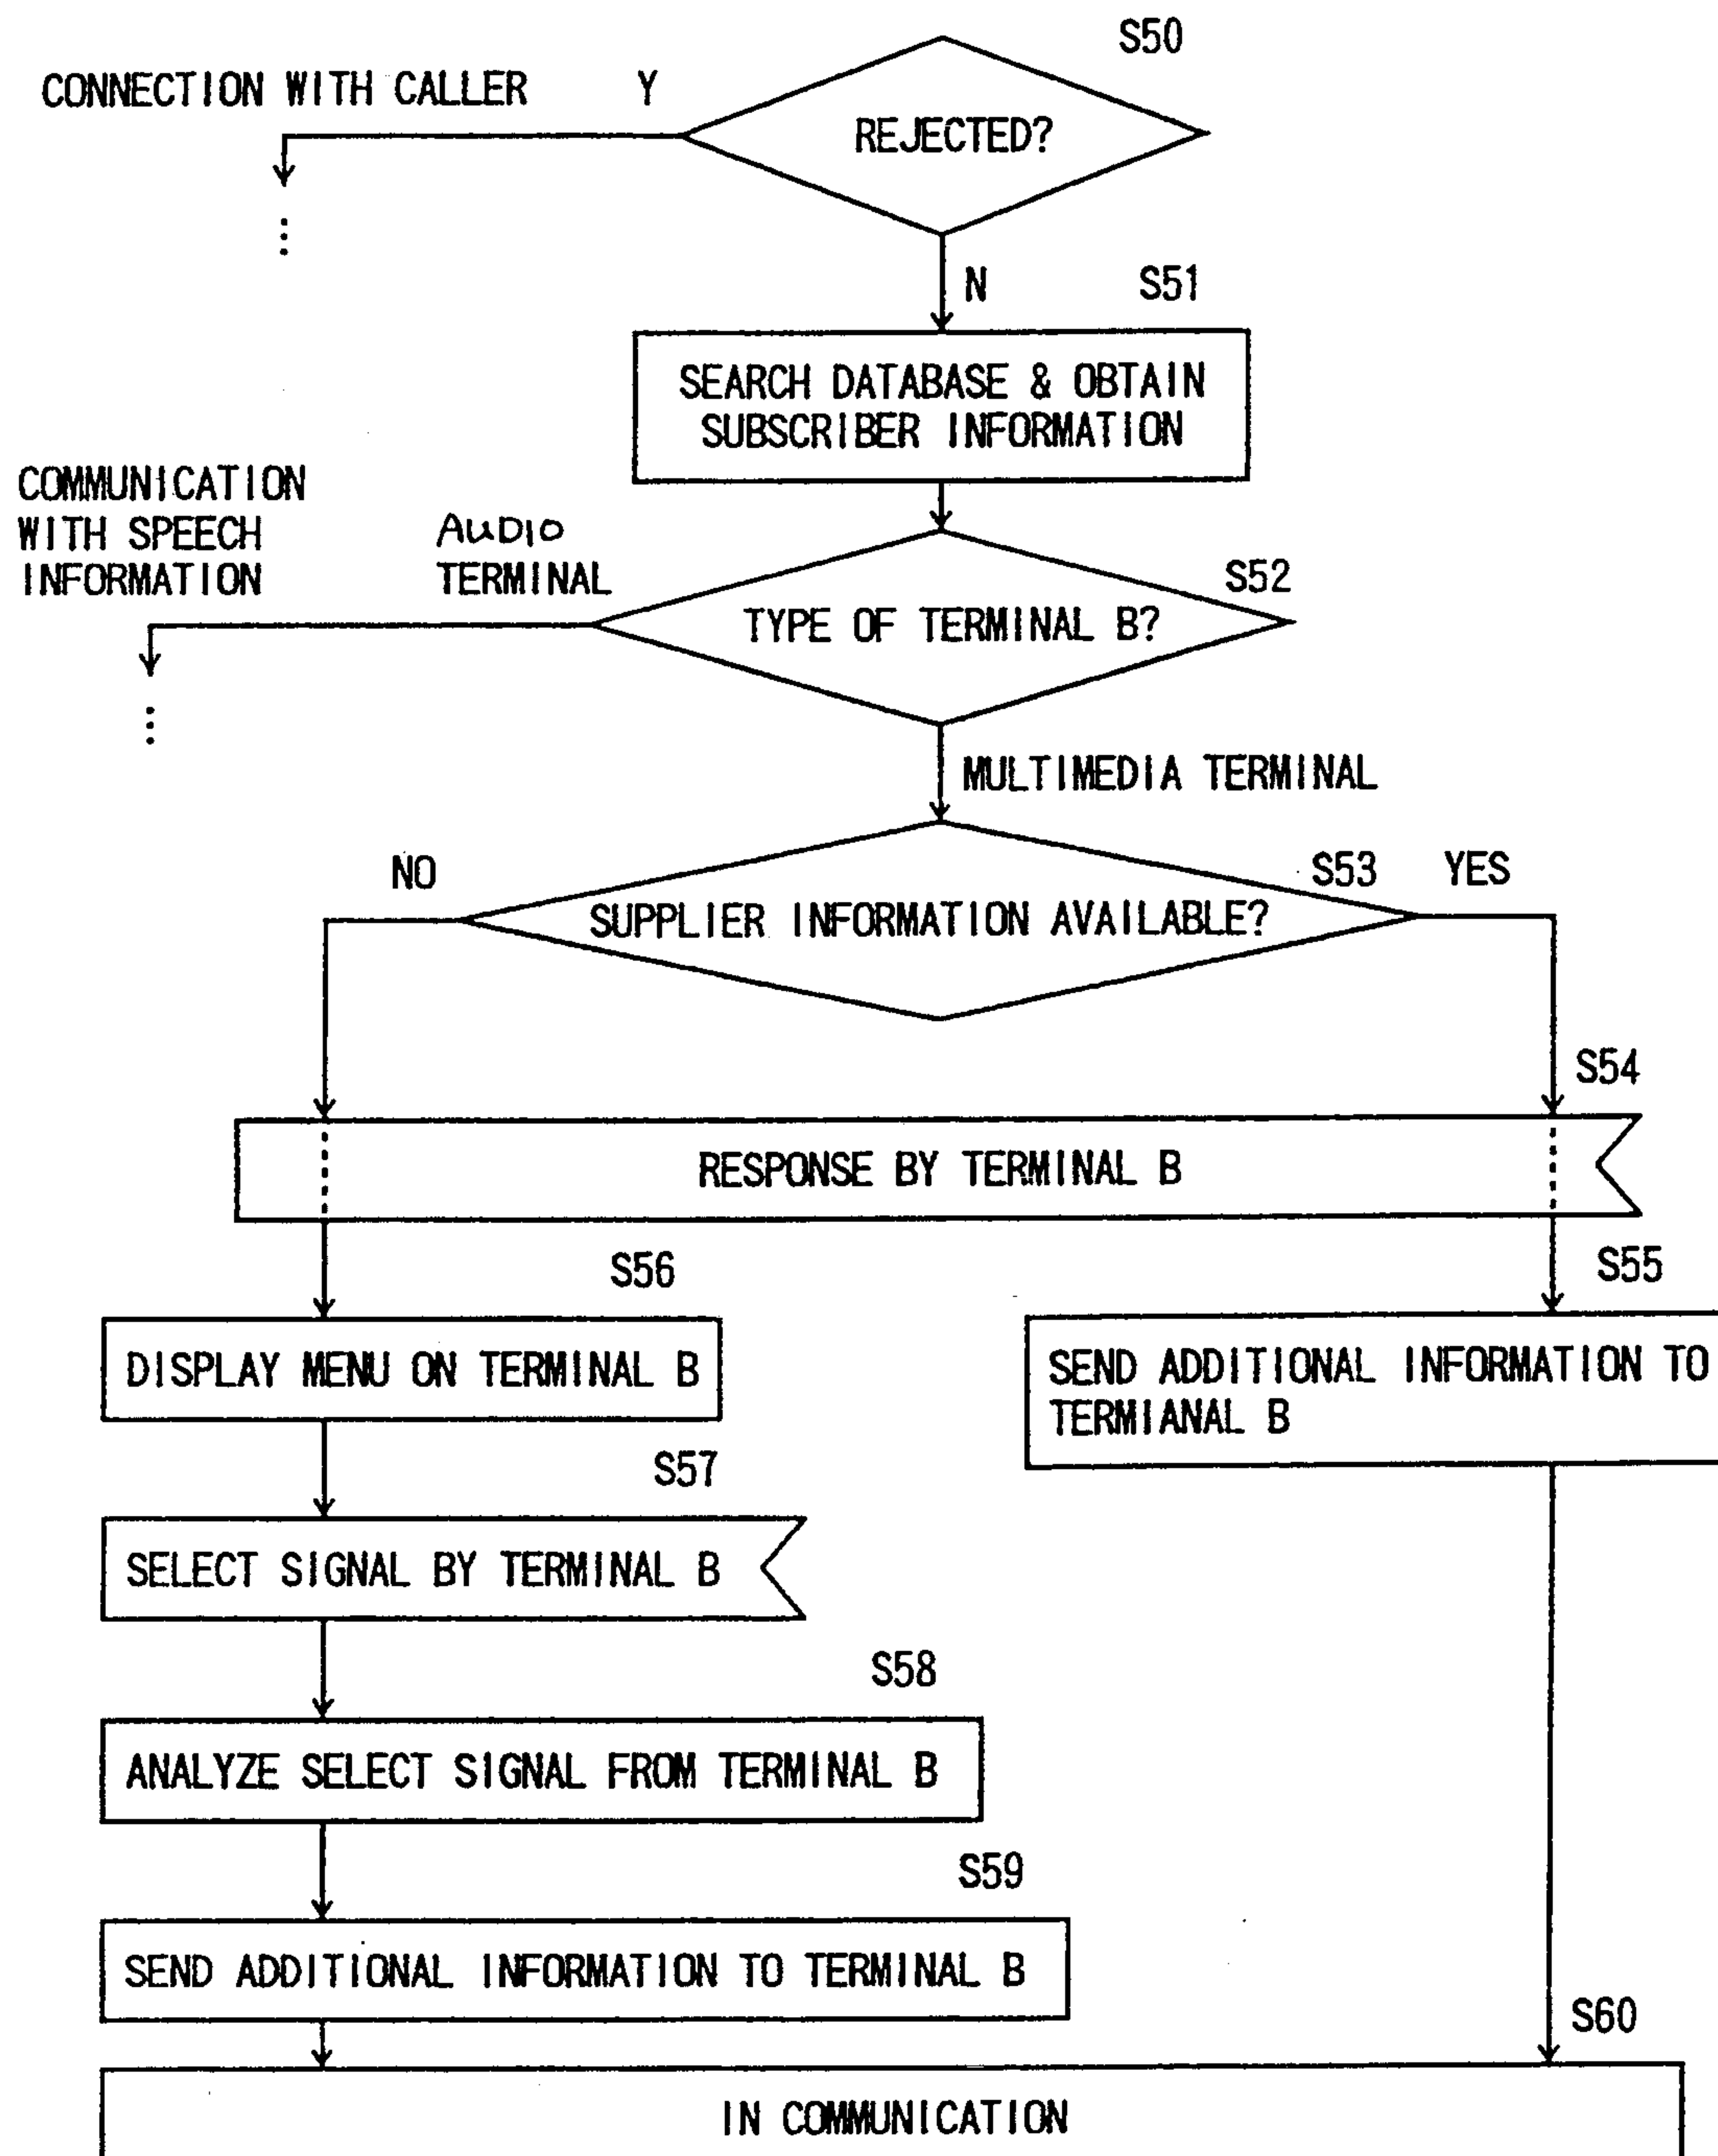 S50
CONNECTION WITH CALLER
Y
REJECTED?
N
S51
SEARCH DATABASE & OBTAIN
SUBSCRIBER INFORMATION
COMMUNICATION
WITH SPEECH
INFORMATION
AUDIO
TERMINAL
S52
TYPE OF TERMINAL B?
MULTIMEDIA TERMINAL
NO
S53
YES
SUPPLIER INFORMATION AVAILABLE?
S54
RESPONSE BY TERMINAL B
S56
S55
DISPLAY MENU ON TERMINAL B
SEND ADDITIONAL INFORMATION TO
TERMIANAL B
S57
SELECT SIGNAL BY TERMINAL B
S58
ANALYZE SELECT SIGNAL FROM TERMINAL B
S59
SEND ADDITIONAL INFORMATION TO TERMINAL B
S60
IN COMMUNICATION